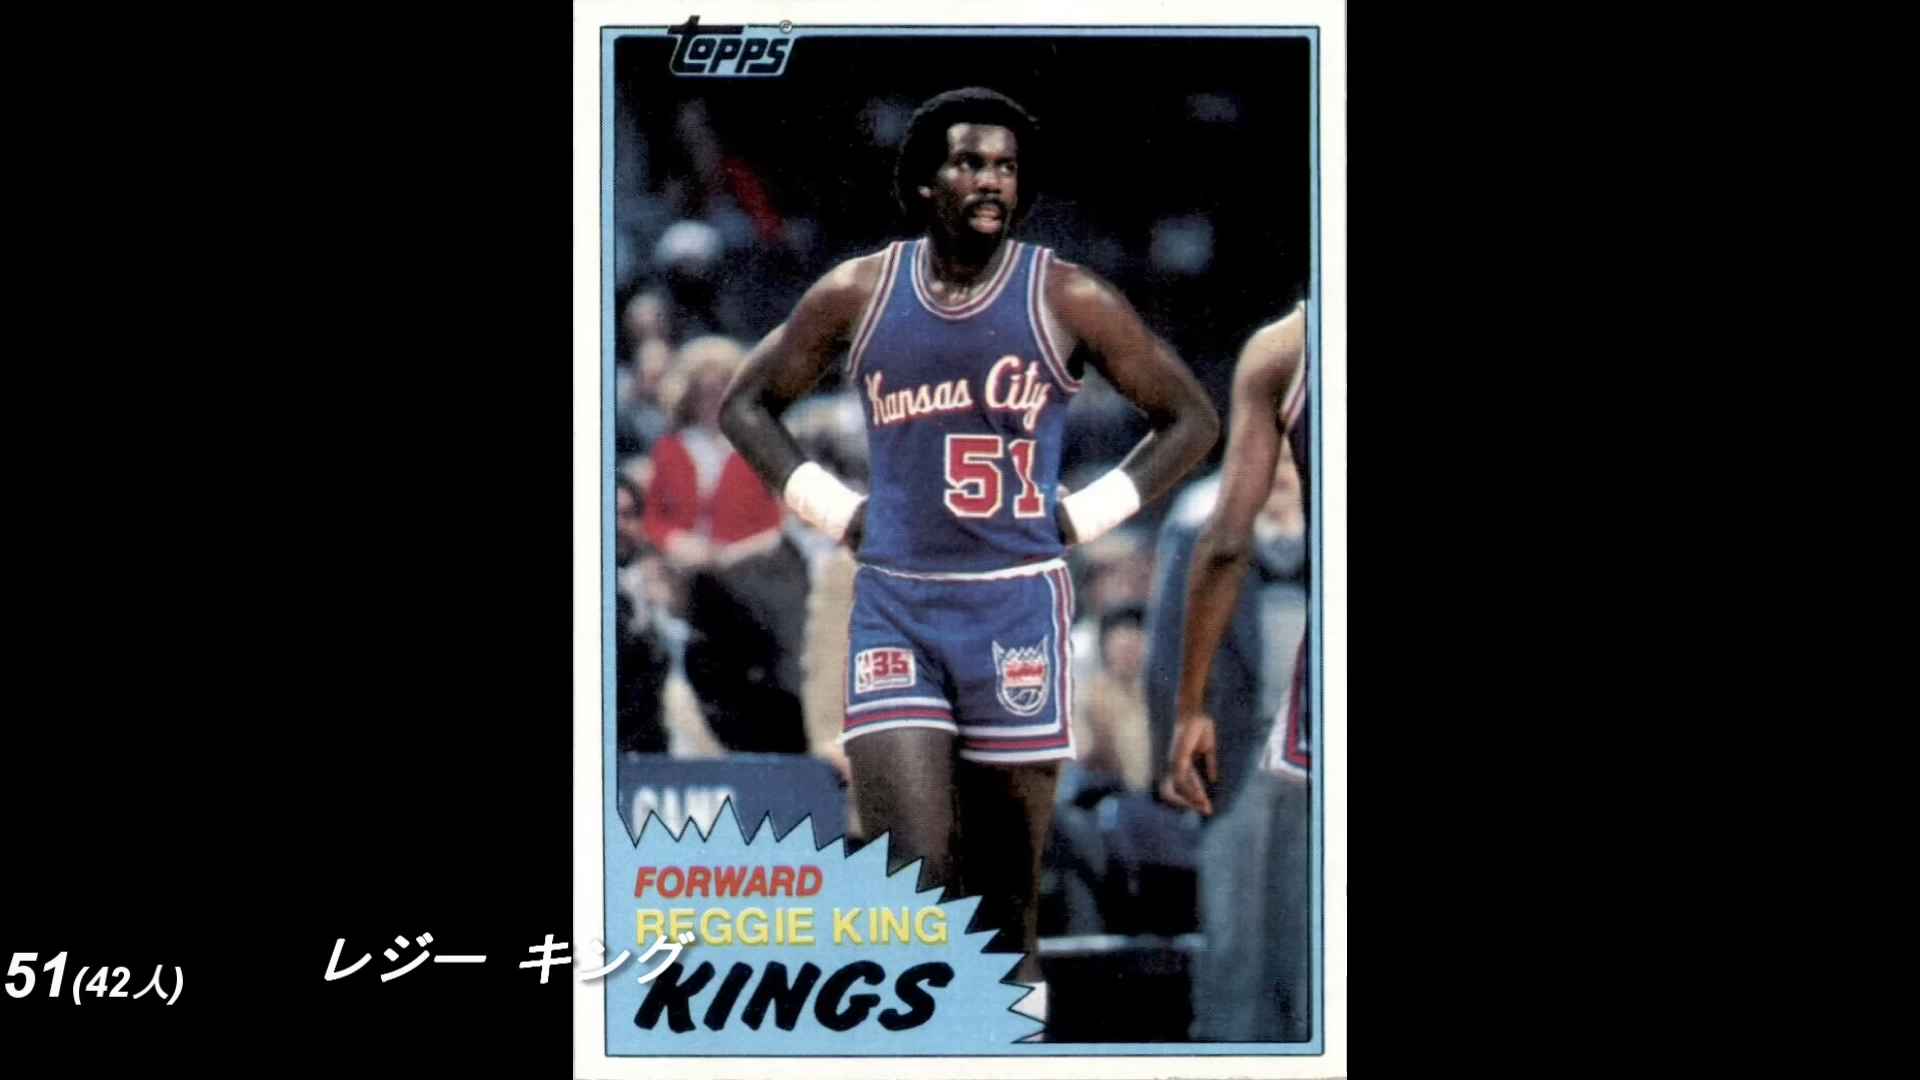 Topps®
Kansas City
51
35
FORWARD
REGGIE KING
KINGS
51(42人)
レジー キング